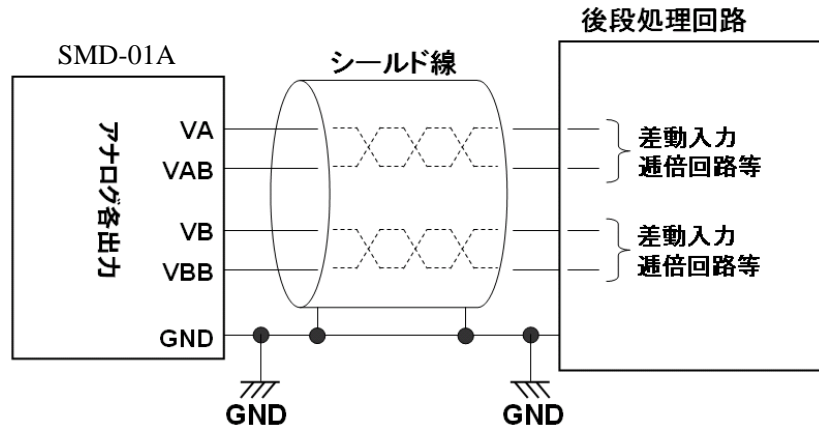 後段処理回路
SMD-01A
シールド線
アナログ各出力
VA
VAB
VB
VBB
GND
差動入力
逓倍回路等
差動入力
逓倍回路等
GND
GND